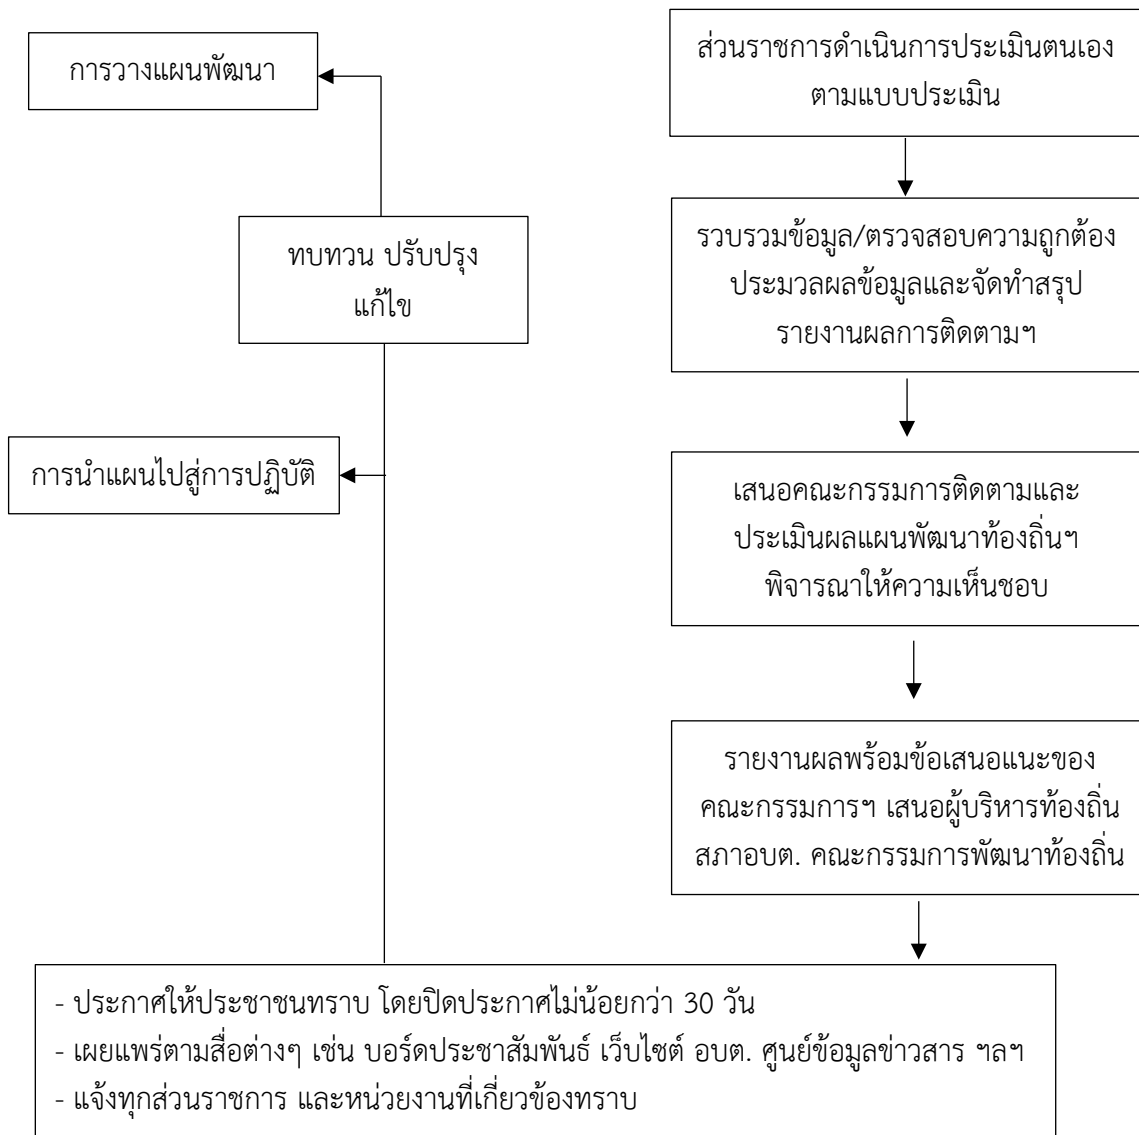 การวางแผนพัฒนา
ส่วนราชการดำเนินการประเมินตนเอง
ตามแบบประเมิน
ทบทวน ปรับปรุง
แก้ไข
รวบรวมข้อมูล/ตรวจสอบความถูกต้อง
ประมวลผลข้อมูลและจัดทำสรุป
รายงานผลการติดตามฯ
การนำแผนไปสู่การปฏิบัติ
เสนอคณะกรรมการติดตามและ
ประเมินผลแผนพัฒนาท้องถิ่นฯ
พิจารณาให้ความเห็นชอบ
รายงานผลพร้อมข้อเสนอแนะของ
คณะกรรมการฯ เสนอผู้บริหารท้องถิ่น
สภาอบต. คณะกรรมการพัฒนาท้องถิ่น
- ประกาศให้ประชาชนทราบ โดยปิดประกาศไม่น้อยกว่า 30 วัน
- เผยแพร่ตามสื่อต่างๆ เช่น บอร์ดประชาสัมพันธ์ เว็บไซต์ อบต. ศูนย์ข้อมูลข่าวสาร ฯลฯ
- แจ้งทุกส่วนราชการ และหน่วยงานที่เกี่ยวข้องทราบ